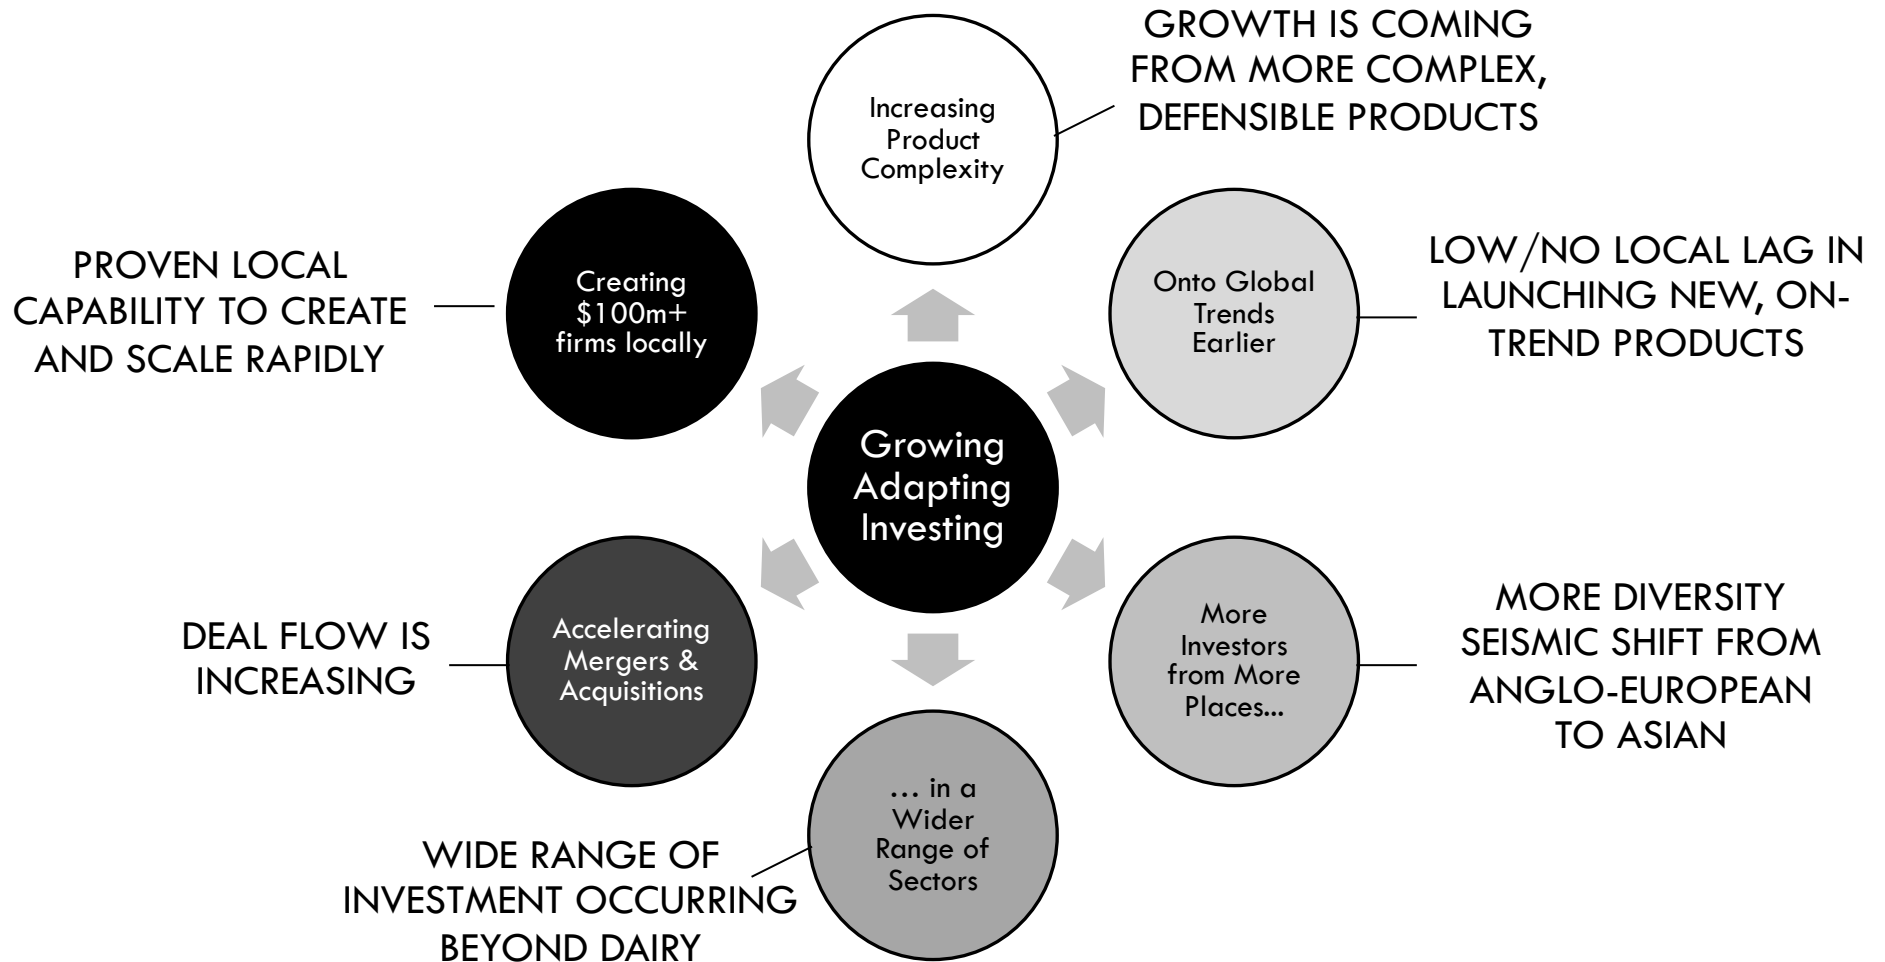 GROWTH IS COMING
FROM MORE COMPLEX,
DEFENSIBLE PRODUCTS
Increasing
Product
Complexity
PROVEN LOCAL
CAPABILITY TO CREATE
AND SCALE RAPIDLY
Creating
$100m+
firms locally
Onto Global
Trends
Earlier
LOW/NO LOCAL LAG IN
LAUNCHING NEW, ON-
TREND PRODUCTS
Growing
Adapting
Investing
DEAL FLOW IS
INCREASING
Accelerating
Mergers &
Acquisitions
More
Investors
from More
Places...
MORE DIVERSITY
SEISMIC SHIFT FROM
ANGLO-EUROPEAN
TO ASIAN
... in a
Wider
Range of
Sectors
WIDE RANGE OF
INVESTMENT OCCURRING
BEYOND DAIRY